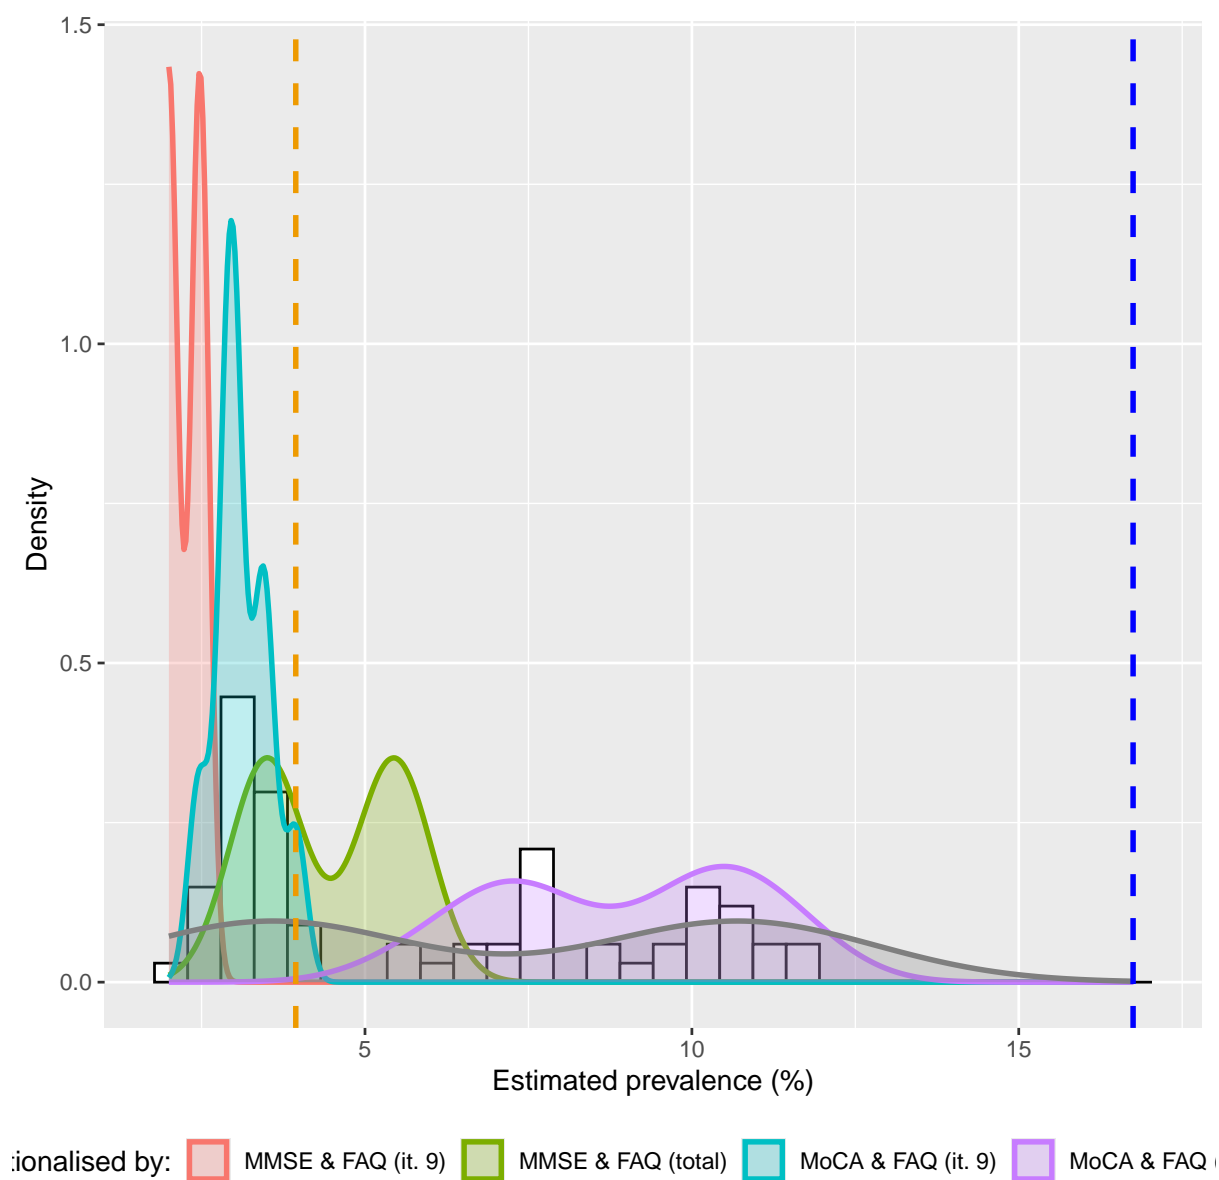 1.5
1.0
0.5
0.0
Density
5 10 15
Estimated prevalence (%)
tionalised by: MMSE & FAQ (it. 9) MMSE & FAQ (total) MoCA & FAQ (it. 9) MoCA & FAQ (